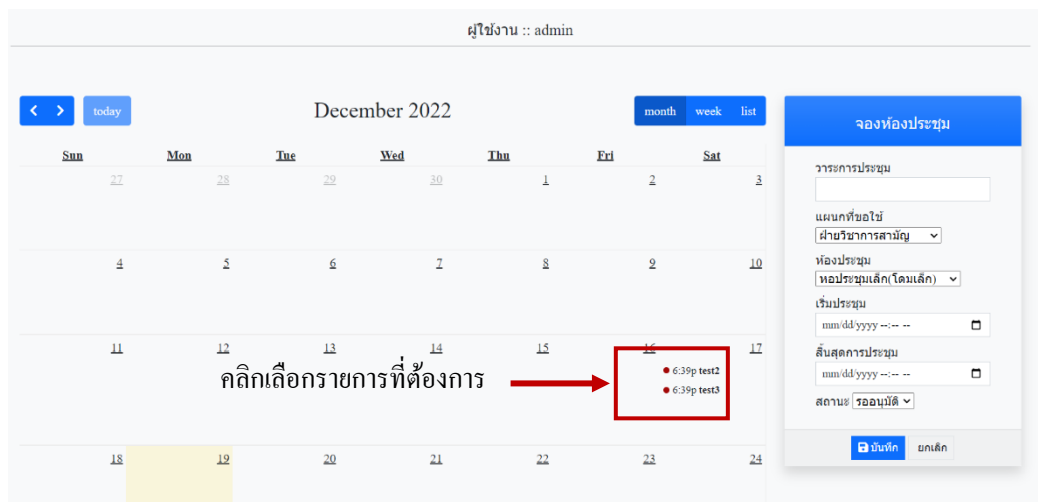 ผู้ใช้งาน :: admin
today
December 2022
month week list
Sun Mon Tue Wed Thu Fri Sat
27 28 29 30 1 2 3
4 5 6 7 8 9 10
11 12 13 14 15 16 17
6:39p test2
6:39p test3
คลิกเลือกรายการที่ต้องการ
18 19 20 21 22 23 24
จองห้องประชุม
วาระการประชุม
แผนกที่ขอใช้
ฝ่ายวิชาการสามัญ
ห้องประชุม
หอประชุมเล็ก(โดมเล็ก)
เริ่มประชุม
mm/dd/yyyy --:-- --
สิ้นสุดการประชุม
mm/dd/yyyy --:-- --
สถานะ รออนุมัติ
บันทึก ยกเลิก